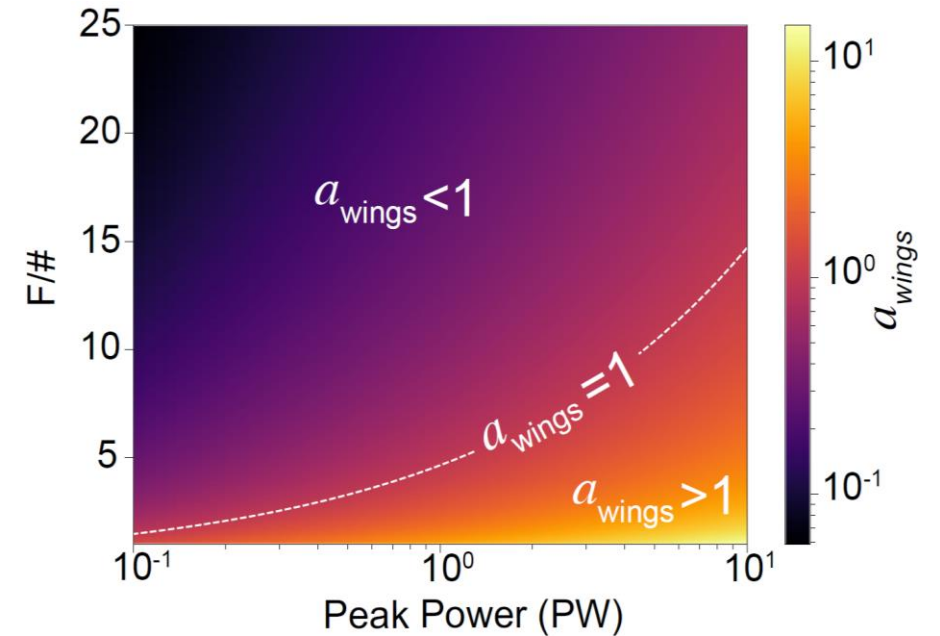 25
20
15
10
5
F/#
a wings <1
a wings =1
a wings >1
10⁻¹
10⁰
10¹
Peak Power (PW)
10¹
10⁰
10⁻¹
a wings